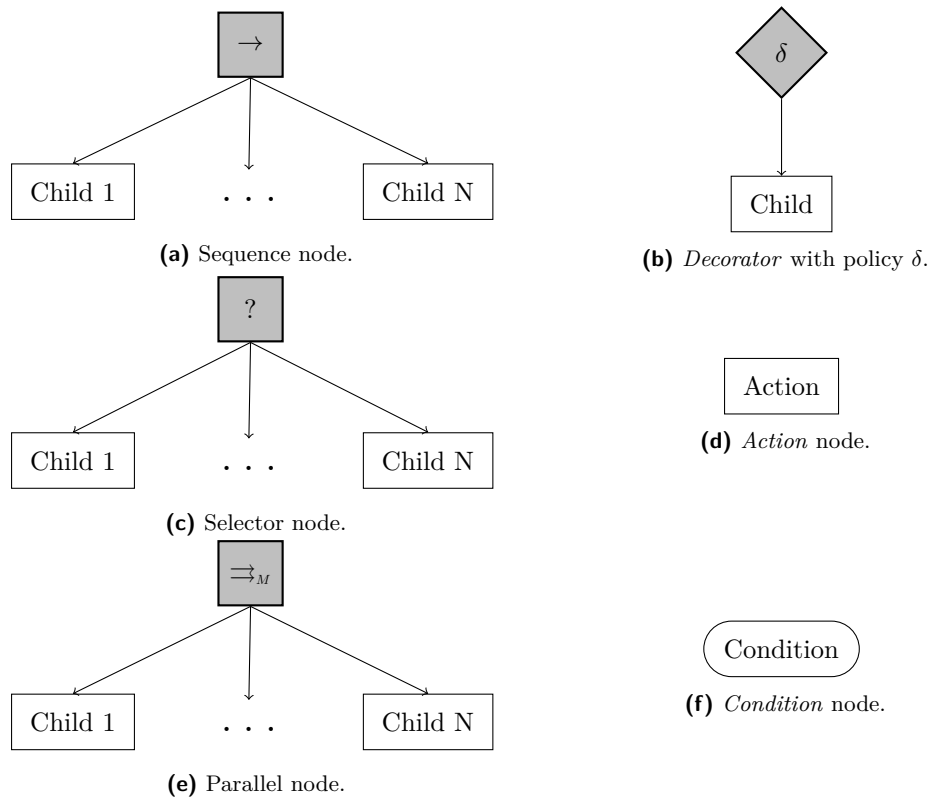 →
δ
Child 1 . . . Child N
Child
(a) Sequence node.
(b) Decorator with policy δ.
?
Action
Child 1 . . . Child N
(d) Action node.
(c) Selector node.
⇉M
Condition
Child 1 . . . Child N
(f) Condition node.
(e) Parallel node.